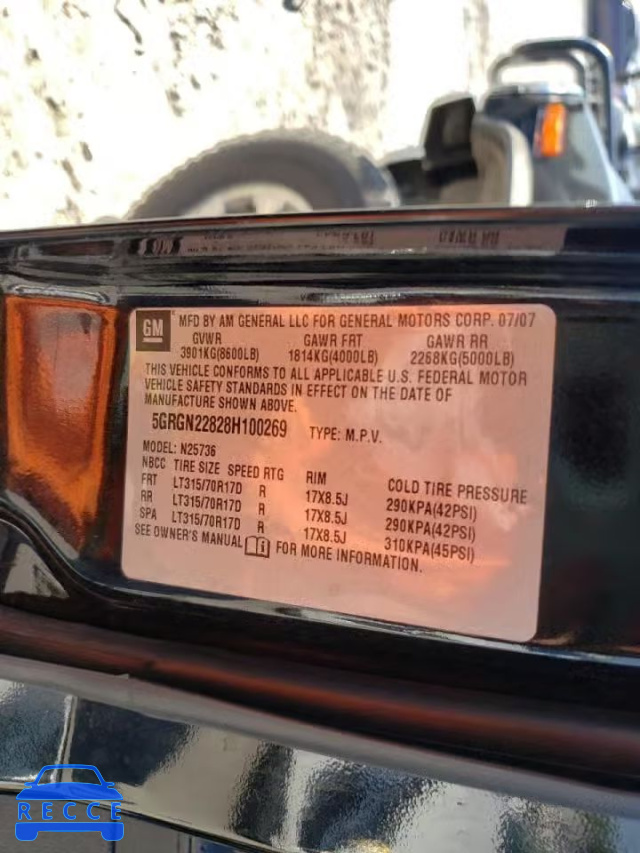 GM MFD BY AM GENERAL LLC FOR GENERAL MOTORS CORP. 07/07
GVWR GAWR FRT GAWR RR
3901KG(8600LB) 1814KG(4000LB) 2268KG(5000LB)
THIS VEHICLE CONFORMS TO ALL APPLICABLE U.S. FEDERAL MOTOR
VEHICLE SAFETY STANDARDS IN EFFECT ON THE DATE OF
MANUFACTURE SHOWN ABOVE.
5GRGN22828H100269 TYPE: M.P.V.
MODEL: N25736
NBCC TIRE SIZE SPEED RTG RIM COLD TIRE PRESSURE
FRT LT315/70R17D R 17X8.5J 290KPA(42PSI)
RR LT315/70R17D R 17X8.5J 290KPA(42PSI)
SPA LT315/70R17D R 17X8.5J 310KPA(45PSI)
SEE OWNER'S MANUAL FOR MORE INFORMATION.
RECCE